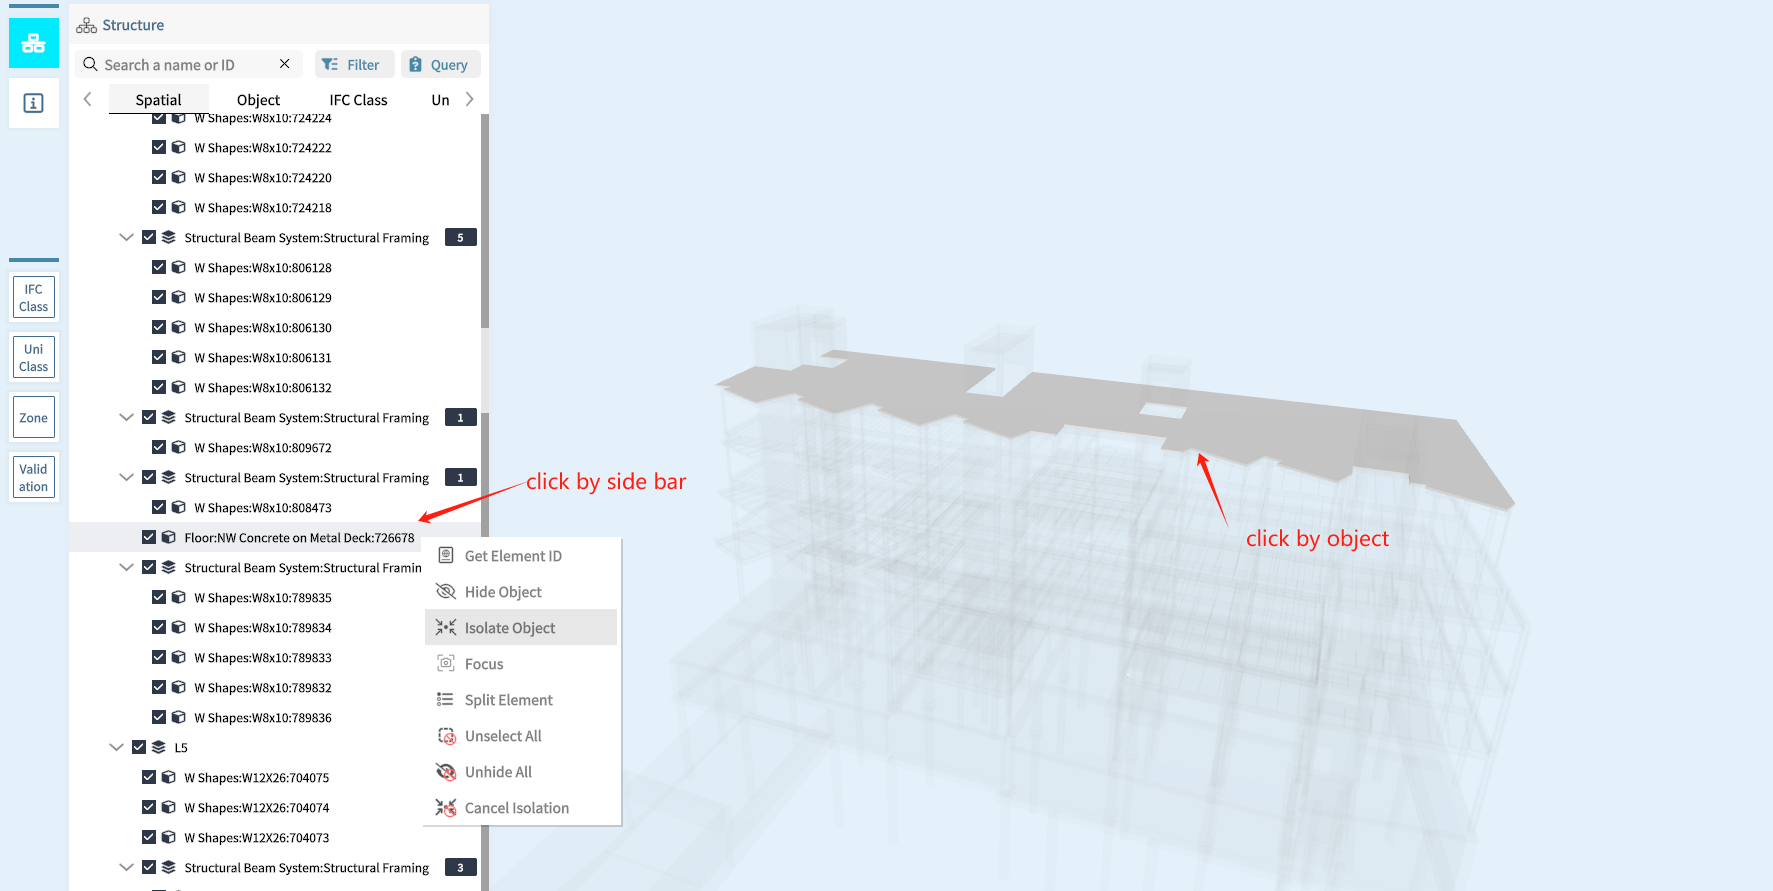 Structure
Search a name or ID
Filter
Query
Spatial
Object
IFC Class
Un
W Shapes:W8x10:724224
W Shapes:W8x10:724222
W Shapes:W8x10:724220
W Shapes:W8x10:724218
Structural Beam System:Structural Framing 5
W Shapes:W8x10:806128
W Shapes:W8x10:806129
W Shapes:W8x10:806130
W Shapes:W8x10:806131
W Shapes:W8x10:806132
Structural Beam System:Structural Framing 1
W Shapes:W8x10:809672
Structural Beam System:Structural Framing 1
W Shapes:W8x10:808473
Floor:NW Concrete on Metal Deck:726678
Structural Beam System:Structural Framin
W Shapes:W8x10:789835
W Shapes:W8x10:789834
W Shapes:W8x10:789833
W Shapes:W8x10:789832
W Shapes:W8x10:789836
L5
W Shapes:W12X26:704075
W Shapes:W12X26:704074
W Shapes:W12X26:704073
Structural Beam System:Structural Framing 3
IFC
Class
Uni
Class
Zone
Valid
ation
Get Element ID
Hide Object
Isolate Object
Focus
Split Element
Unselect All
Unhide All
Cancel Isolation
click by side bar
click by object